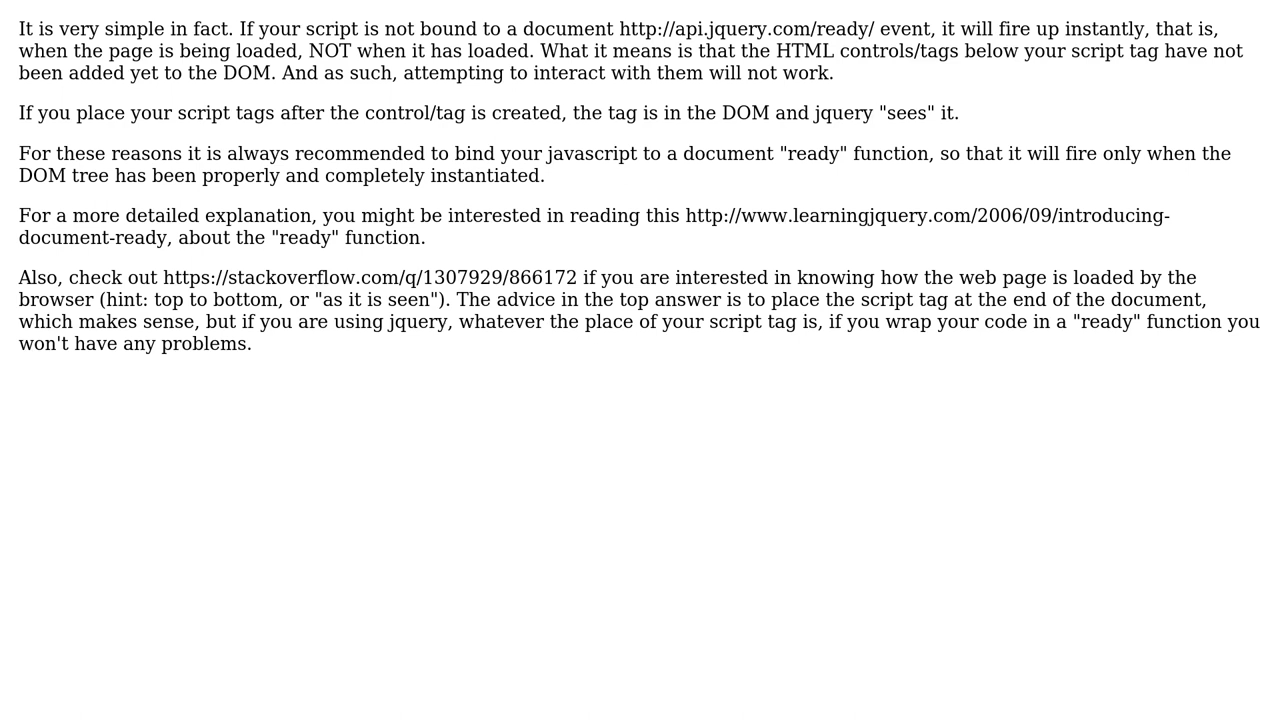 It is very simple in fact. If your script is not bound to a document http://api.jquery.com/ready/ event, it will fire up instantly, that is,
when the page is being loaded, NOT when it has loaded. What it means is that the HTML controls/tags below your script tag have not
been added yet to the DOM. And as such, attempting to interact with them will not work.
If you place your script tags after the control/tag is created, the tag is in the DOM and jquery "sees" it.
For these reasons it is always recommended to bind your javascript to a document "ready" function, so that it will fire only when the
DOM tree has been properly and completely instantiated.
For a more detailed explanation, you might be interested in reading this http://www.learningjquery.com/2006/09/introducing-
document-ready, about the "ready" function.
Also, check out https://stackoverflow.com/q/1307929/866172 if you are interested in knowing how the web page is loaded by the
browser (hint: top to bottom, or "as it is seen"). The advice in the top answer is to place the script tag at the end of the document,
which makes sense, but if you are using jquery, whatever the place of your script tag is, if you wrap your code in a "ready" function you
won't have any problems.